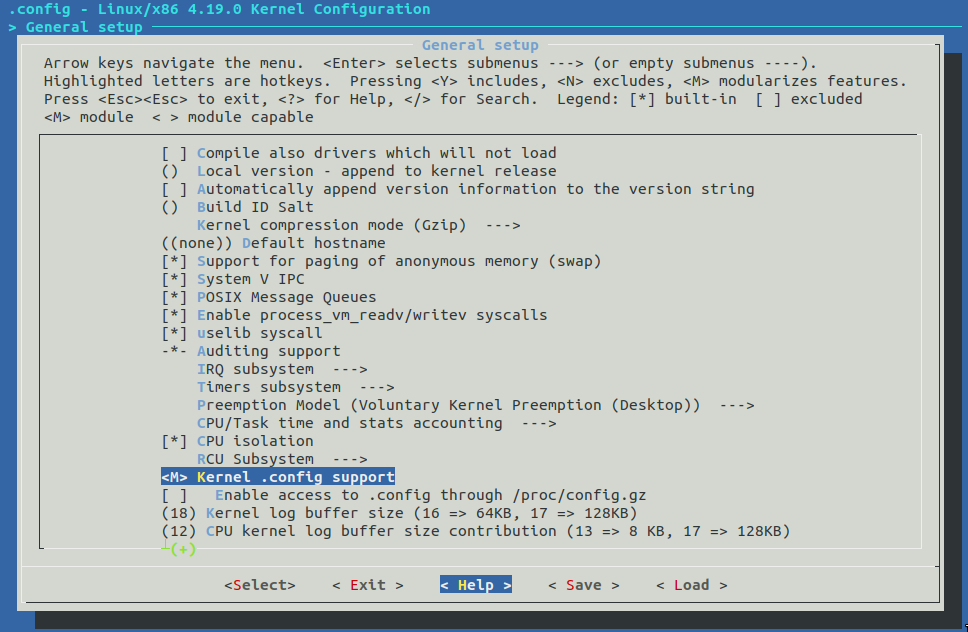 .config - Linux/x86 4.19.0 Kernel Configuration
> General setup
General setup
Arrow keys navigate the menu.  <Enter> selects submenus ---> (or empty submenus ----).
Highlighted letters are hotkeys.  Pressing <Y> includes, <N> excludes, <M> modularizes features.
Press <Esc><Esc> to exit, <?> for Help, </> for Search.  Legend: [*] built-in  [ ] excluded
<M> module  < > module capable
[ ] Compile also drivers which will not load
()  Local version - append to kernel release
[ ] Automatically append version information to the version string
()  Build ID Salt
Kernel compression mode (Gzip)  --->
((none)) Default hostname
[*] Support for paging of anonymous memory (swap)
[*] System V IPC
[*] POSIX Message Queues
[*] Enable process_vm_readv/writev syscalls
[*] uselib syscall
-*- Auditing support
IRQ subsystem  --->
Timers subsystem  --->
Preemption Model (Voluntary Kernel Preemption (Desktop))  --->
CPU/Task time and stats accounting  --->
[*] CPU isolation
RCU Subsystem  --->
<M> Kernel .config support
[ ]   Enable access to .config through /proc/config.gz
(18) Kernel log buffer size (16 => 64KB, 17 => 128KB)
(12) CPU kernel log buffer size contribution (13 => 8 KB, 17 => 128KB)
(+)
<Select>    < Exit >    < Help >    < Save >    < Load >